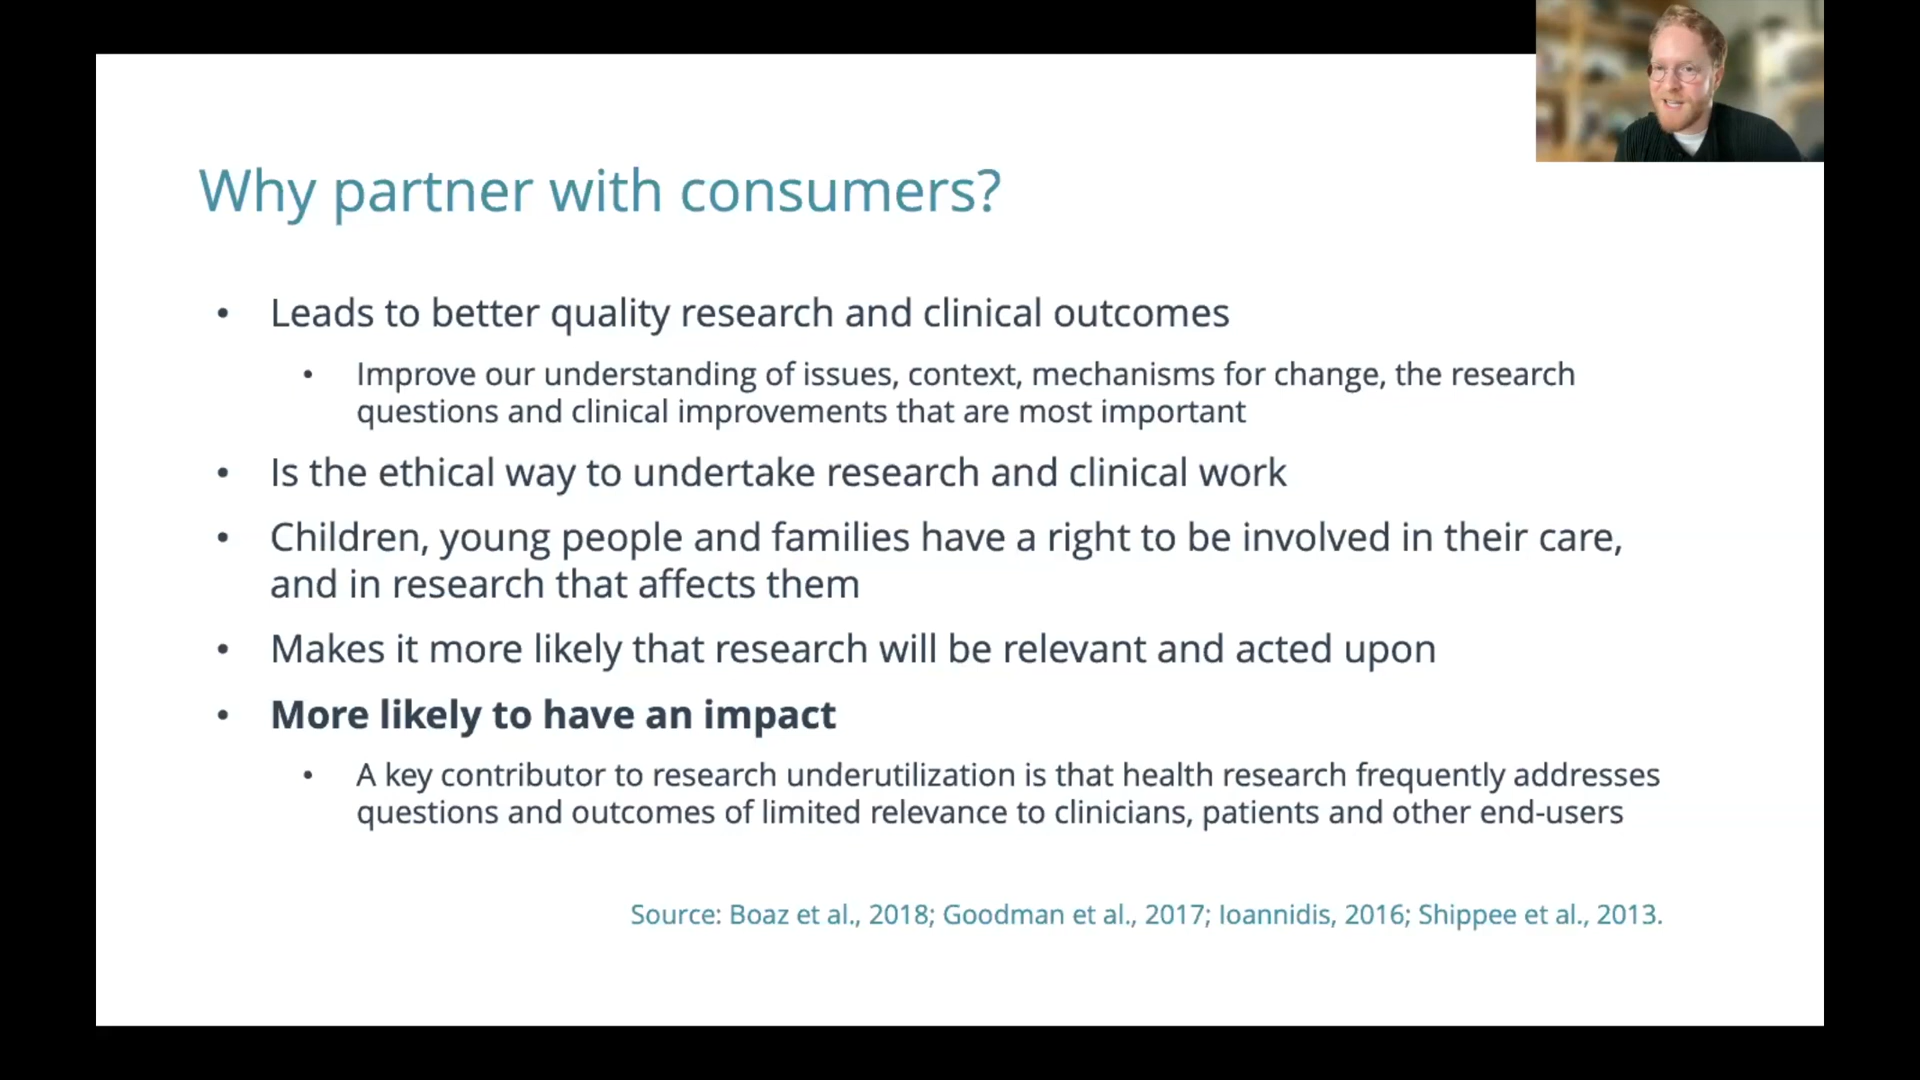 Why partner with consumers?
• Leads to better quality research and clinical outcomes
• Improve our understanding of issues, context, mechanisms for change, the research
questions and clinical improvements that are most important
• Is the ethical way to undertake research and clinical work
• Children, young people and families have a right to be involved in their care,
and in research that affects them
• Makes it more likely that research will be relevant and acted upon
• More likely to have an impact
• A key contributor to research underutilization is that health research frequently addresses
questions and outcomes of limited relevance to clinicians, patients and other end-users
Source: Boaz et al., 2018; Goodman et al., 2017; Ioannidis, 2016; Shippee et al., 2013.